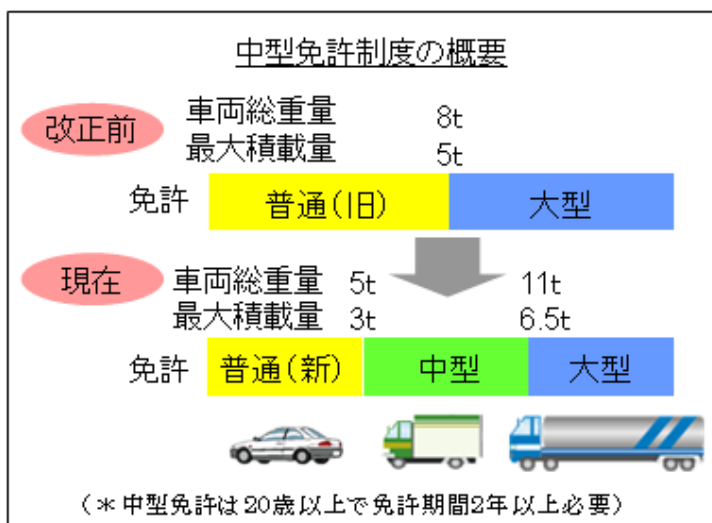 中型免許制度の概要
改正前
車両総重量 8t
最大積載量 5t
免許 普通(旧) 大型
現在
車両総重量 5t 11t
最大積載量 3t 6.5t
免許 普通(新) 中型 大型
(*中型免許は20歳以上で免許期間2年以上必要)